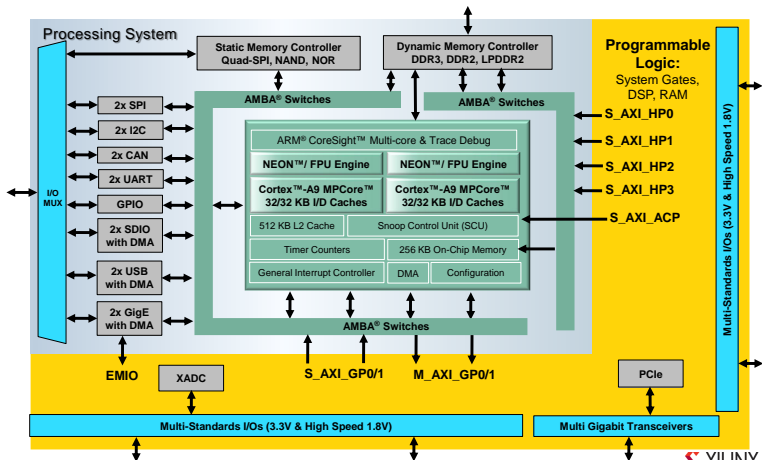 Processing System
Static Memory Controller
Quad-SPI, NAND, NOR
Dynamic Memory Controller
DDR3, DDR2, LPDDR2
Programmable
Logic:
System Gates,
DSP, RAM
AMBA® Switches
AMBA® Switches
I/O
MUX
2x SPI
2x I2C
2x CAN
2x UART
GPIO
2x SDIO
with DMA
2x USB
with DMA
2x GigE
with DMA
EMIO
ARM® CoreSight™ Multi-core & Trace Debug
NEON™/ FPU Engine
NEON™/ FPU Engine
Cortex™-A9 MPCore™
32/32 KB I/D Caches
Cortex™-A9 MPCore™
32/32 KB I/D Caches
512 KB L2 Cache
Snoop Control Unit (SCU)
Timer Counters
256 KB On-Chip Memory
General Interrupt Controller
DMA
Configuration
AMBA® Switches
S_AXI_HP0
S_AXI_HP1
S_AXI_HP2
S_AXI_HP3
S_AXI_ACP
S_AXI_GP0/1
M_AXI_GP0/1
Multi-Standards I/Os (3.3V & High Speed 1.8V)
XADC
PCIe
Multi-Standards I/Os (3.3V & High Speed 1.8V)
Multi Gigabit Transceivers